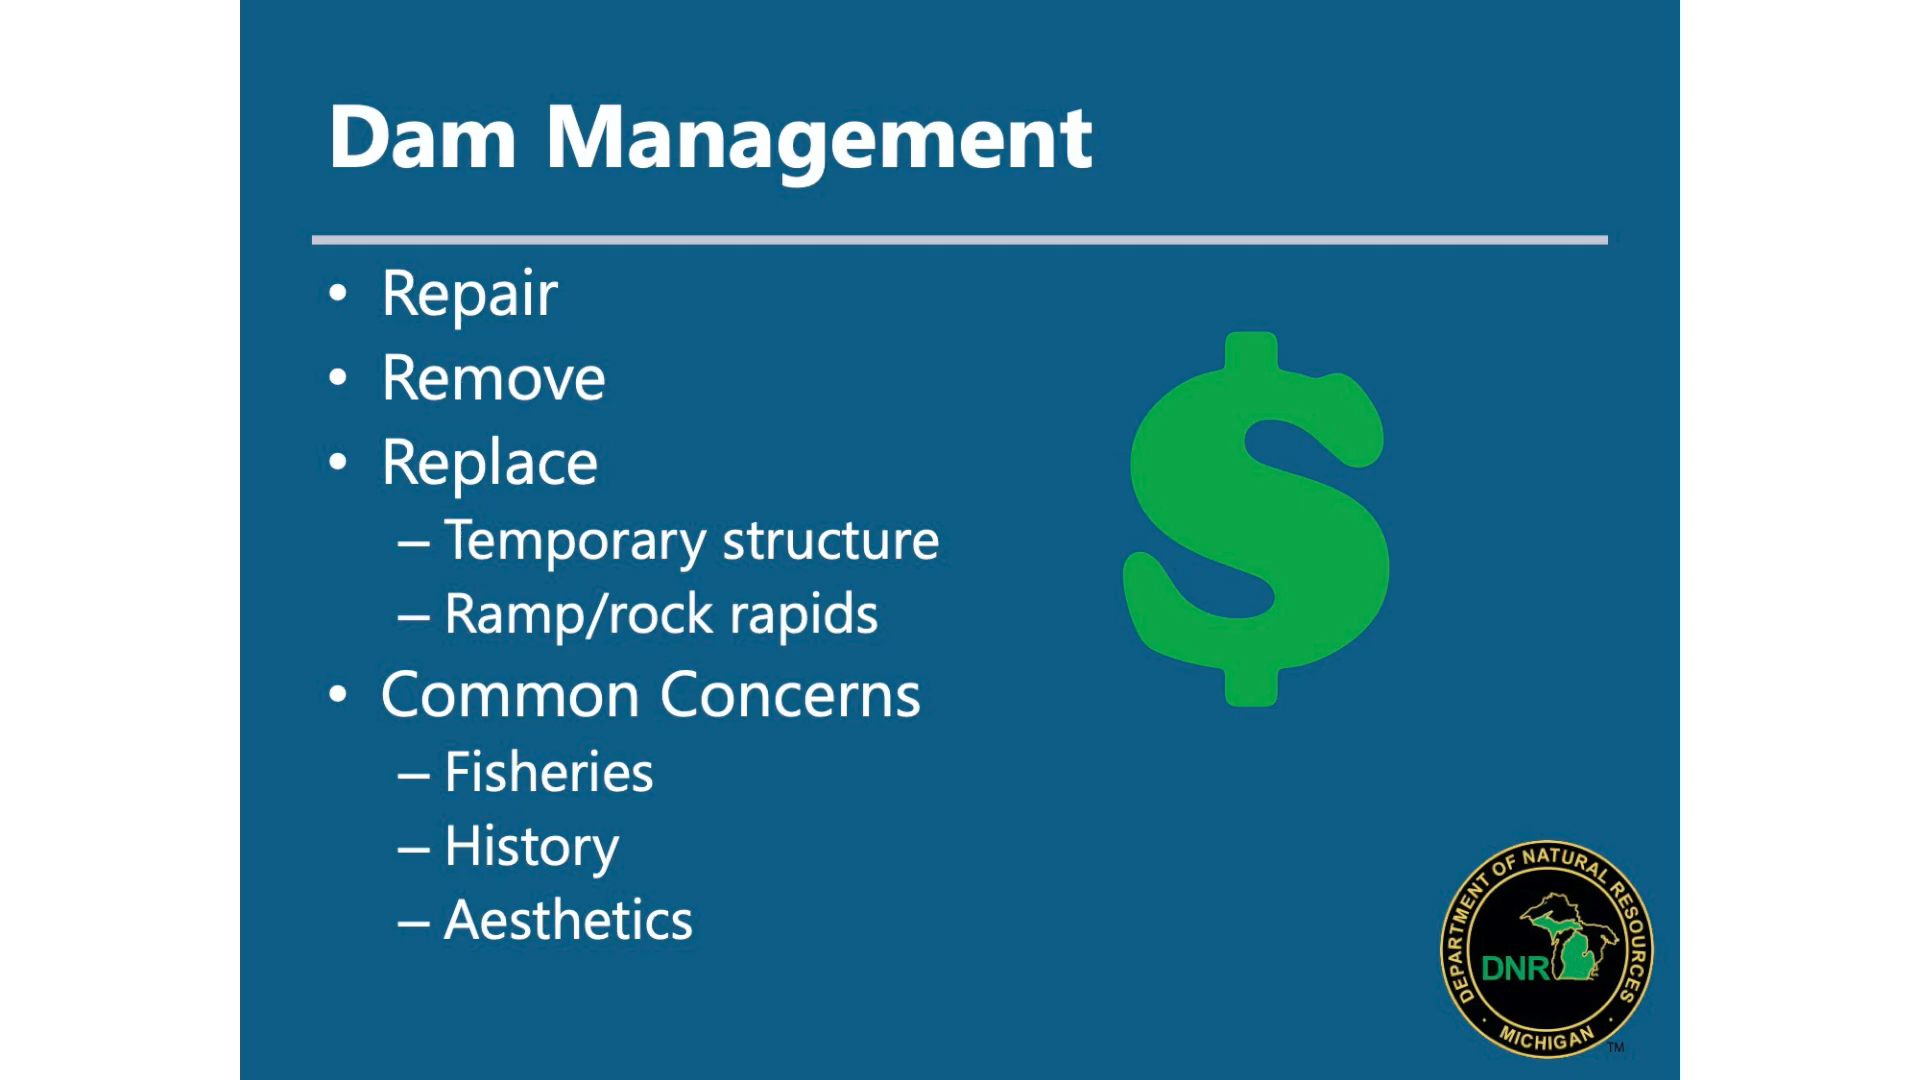 Dam Management
• Repair
• Remove
• Replace
– Temporary structure
– Ramp/rock rapids
• Common Concerns
– Fisheries
– History
– Aesthetics
$
DEPARTMENT OF NATURAL RESOURCES
DNR
· MICHIGAN ·
TM